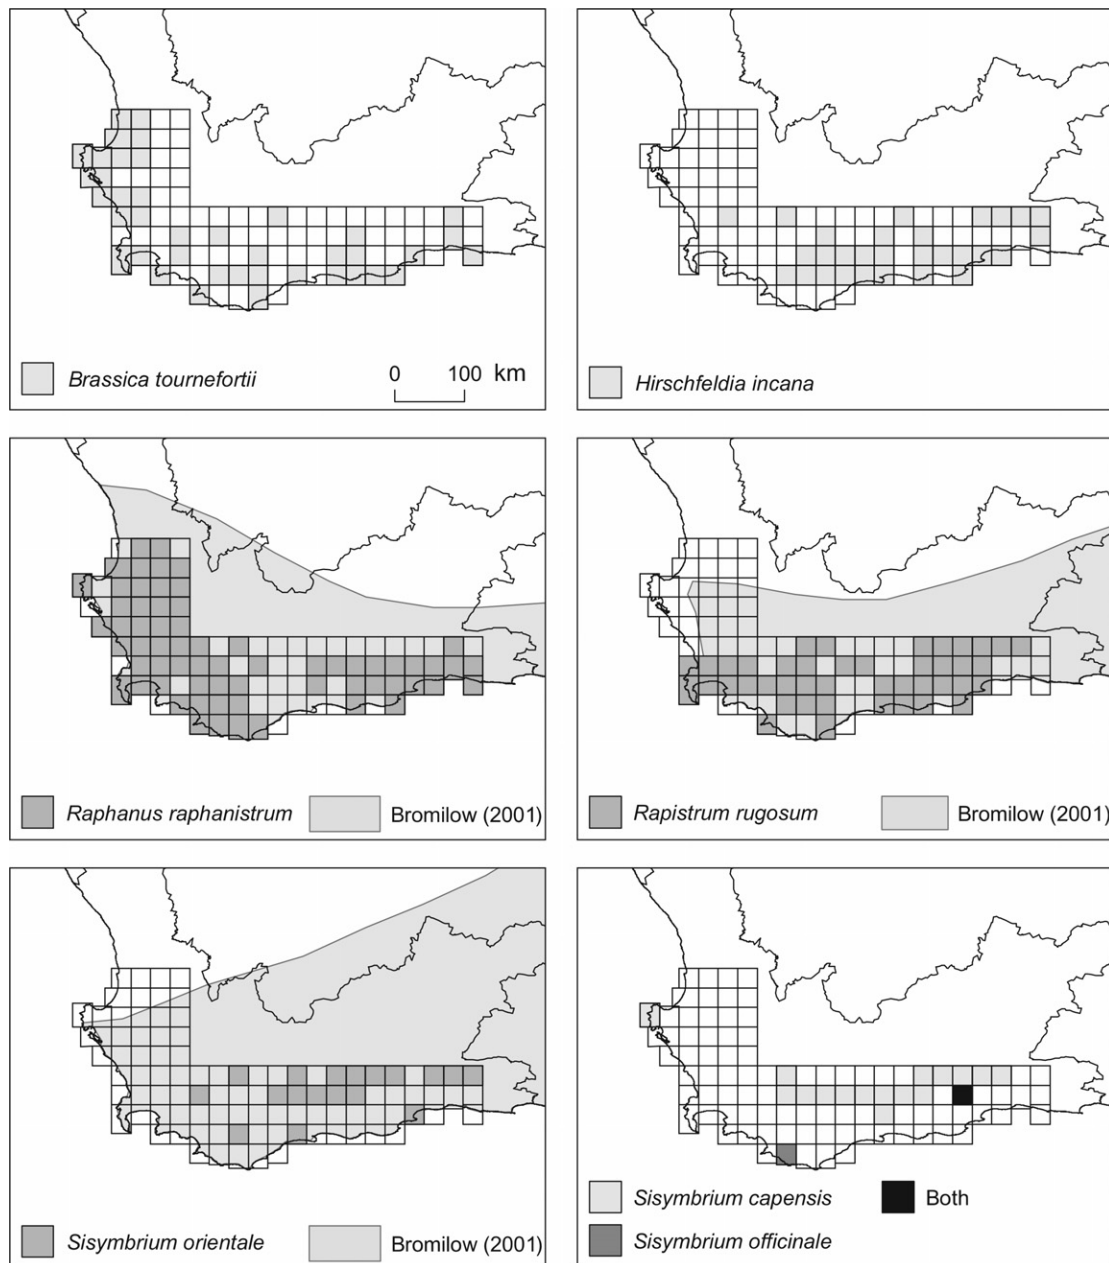 Brassica tournefortii
0 100 km
Hirschfeldia incana
Raphanus raphanistrum Bromilow (2001)
Rapistrum rugosum Bromilow (2001)
Sisymbrium orientale Bromilow (2001)
Sisymbrium capensis Both
Sisymbrium officinale